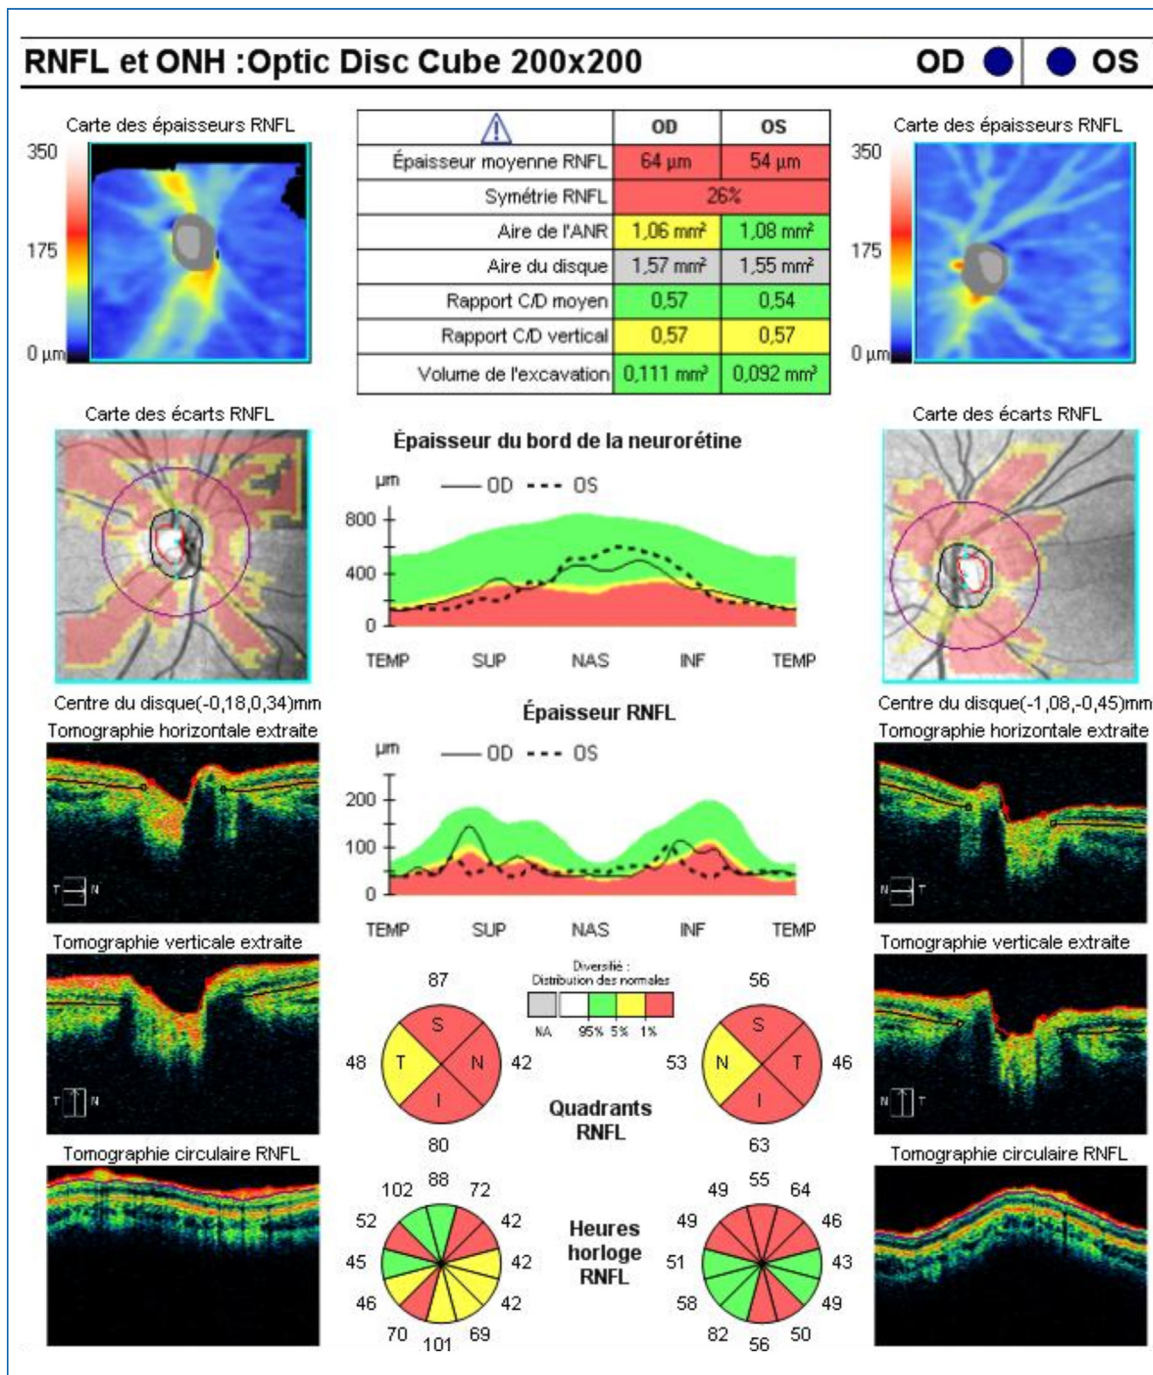 RNFL et ONH :Optic Disc Cube 200x200 OD OS
Carte des épaisseurs RNFL
350
175
0 µm
OD OS
Épaisseur moyenne RNFL 64 µm 54 µm
Symétrie RNFL 26%
Aire de l'ANR 1,06 mm² 1,08 mm²
Aire du disque 1,57 mm² 1,55 mm²
Rapport C/D moyen 0,57 0,54
Rapport C/D vertical 0,57 0,57
Volume de l'excavation 0,111 mm³ 0,092 mm³
Carte des épaisseurs RNFL
350
175
0 µm
Carte des écarts RNFL
Centre du disque(-0,18,0,34)mm
Tomographie horizontale extraite
T N
Tomographie verticale extraite
T N
Tomographie circulaire RNFL
Épaisseur du bord de la neurorétine
µm OD OS
800
400
0
TEMP SUP NAS INF TEMP
Épaisseur RNFL
µm OD OS
200
100
0
TEMP SUP NAS INF TEMP
Diversifié :
Distribution des normales
NA 95% 5% 1%
87
S
48 T N 42
I
80
56
S
53 N T 46
I
63
Quadrants
RNFL
102 88 72
52 42
45 42
46 42
70 101 69
Heures
horloge
RNFL
49 55 64
49 46
51 43
58 49
82 56 50
Carte des écarts RNFL
Centre du disque(-1,08,-0,45)mm
Tomographie horizontale extraite
N T
Tomographie verticale extraite
N T
Tomographie circulaire RNFL